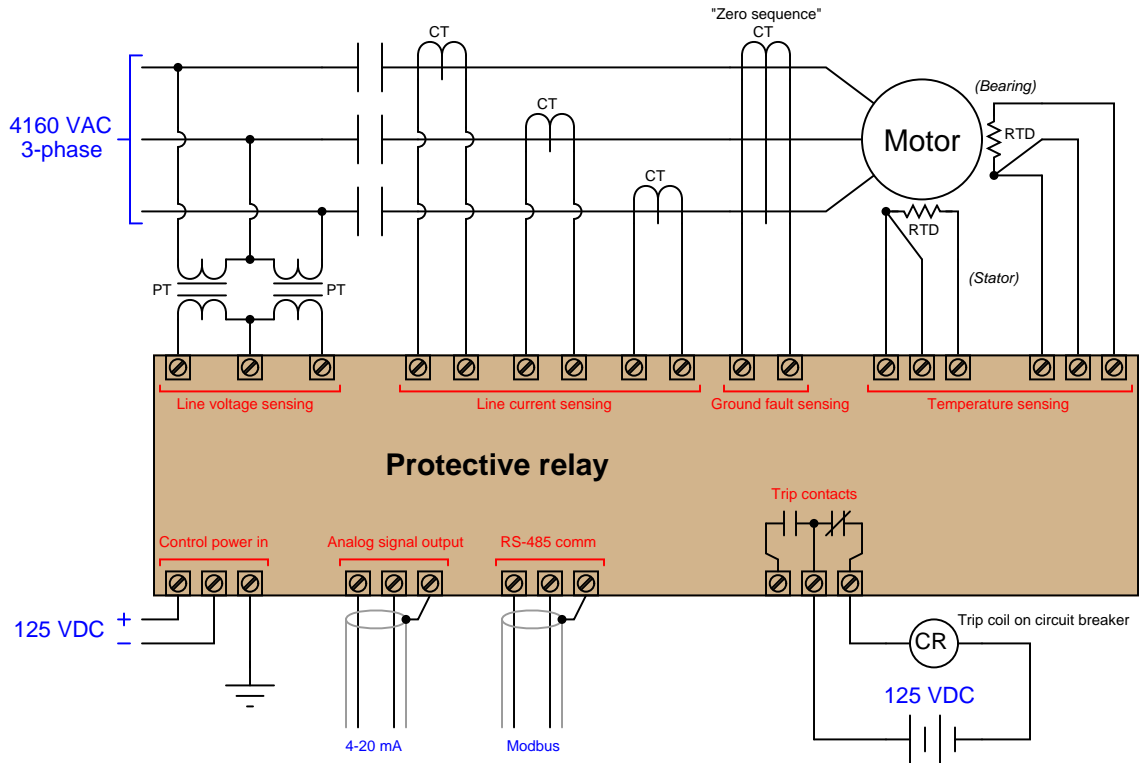 "Zero sequence"
CT
CT
CT
CT
4160 VAC
3-phase
Motor
(Bearing)
RTD
RTD
(Stator)
PT
PT
Line voltage sensing
Line current sensing
Ground fault sensing
Temperature sensing
Protective relay
Trip contacts
Control power in
Analog signal output
RS-485 comm
125 VDC
+
−
Trip coil on circuit breaker
CR
125 VDC
4-20 mA
Modbus